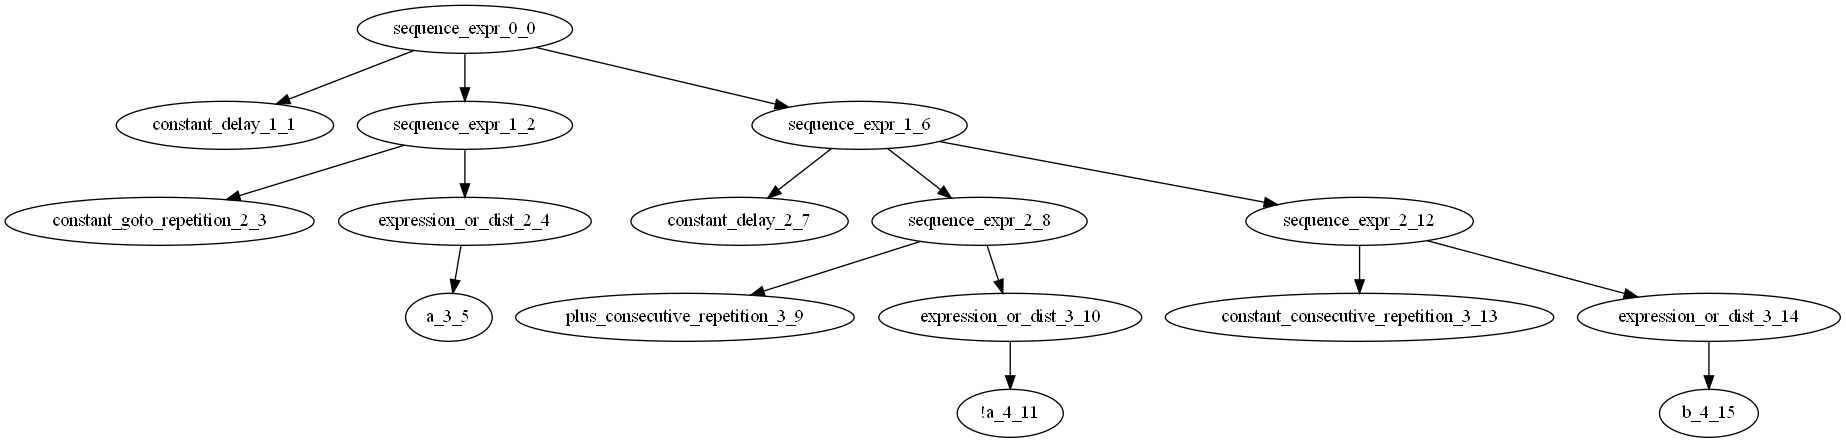 sequence_expr_0_0
constant_delay_1_1
sequence_expr_1_2
sequence_expr_1_6
constant_goto_repetition_2_3
expression_or_dist_2_4
constant_delay_2_7
sequence_expr_2_8
sequence_expr_2_12
a_3_5
plus_consecutive_repetition_3_9
expression_or_dist_3_10
constant_consecutive_repetition_3_13
expression_or_dist_3_14
!a_4_11
b_4_15